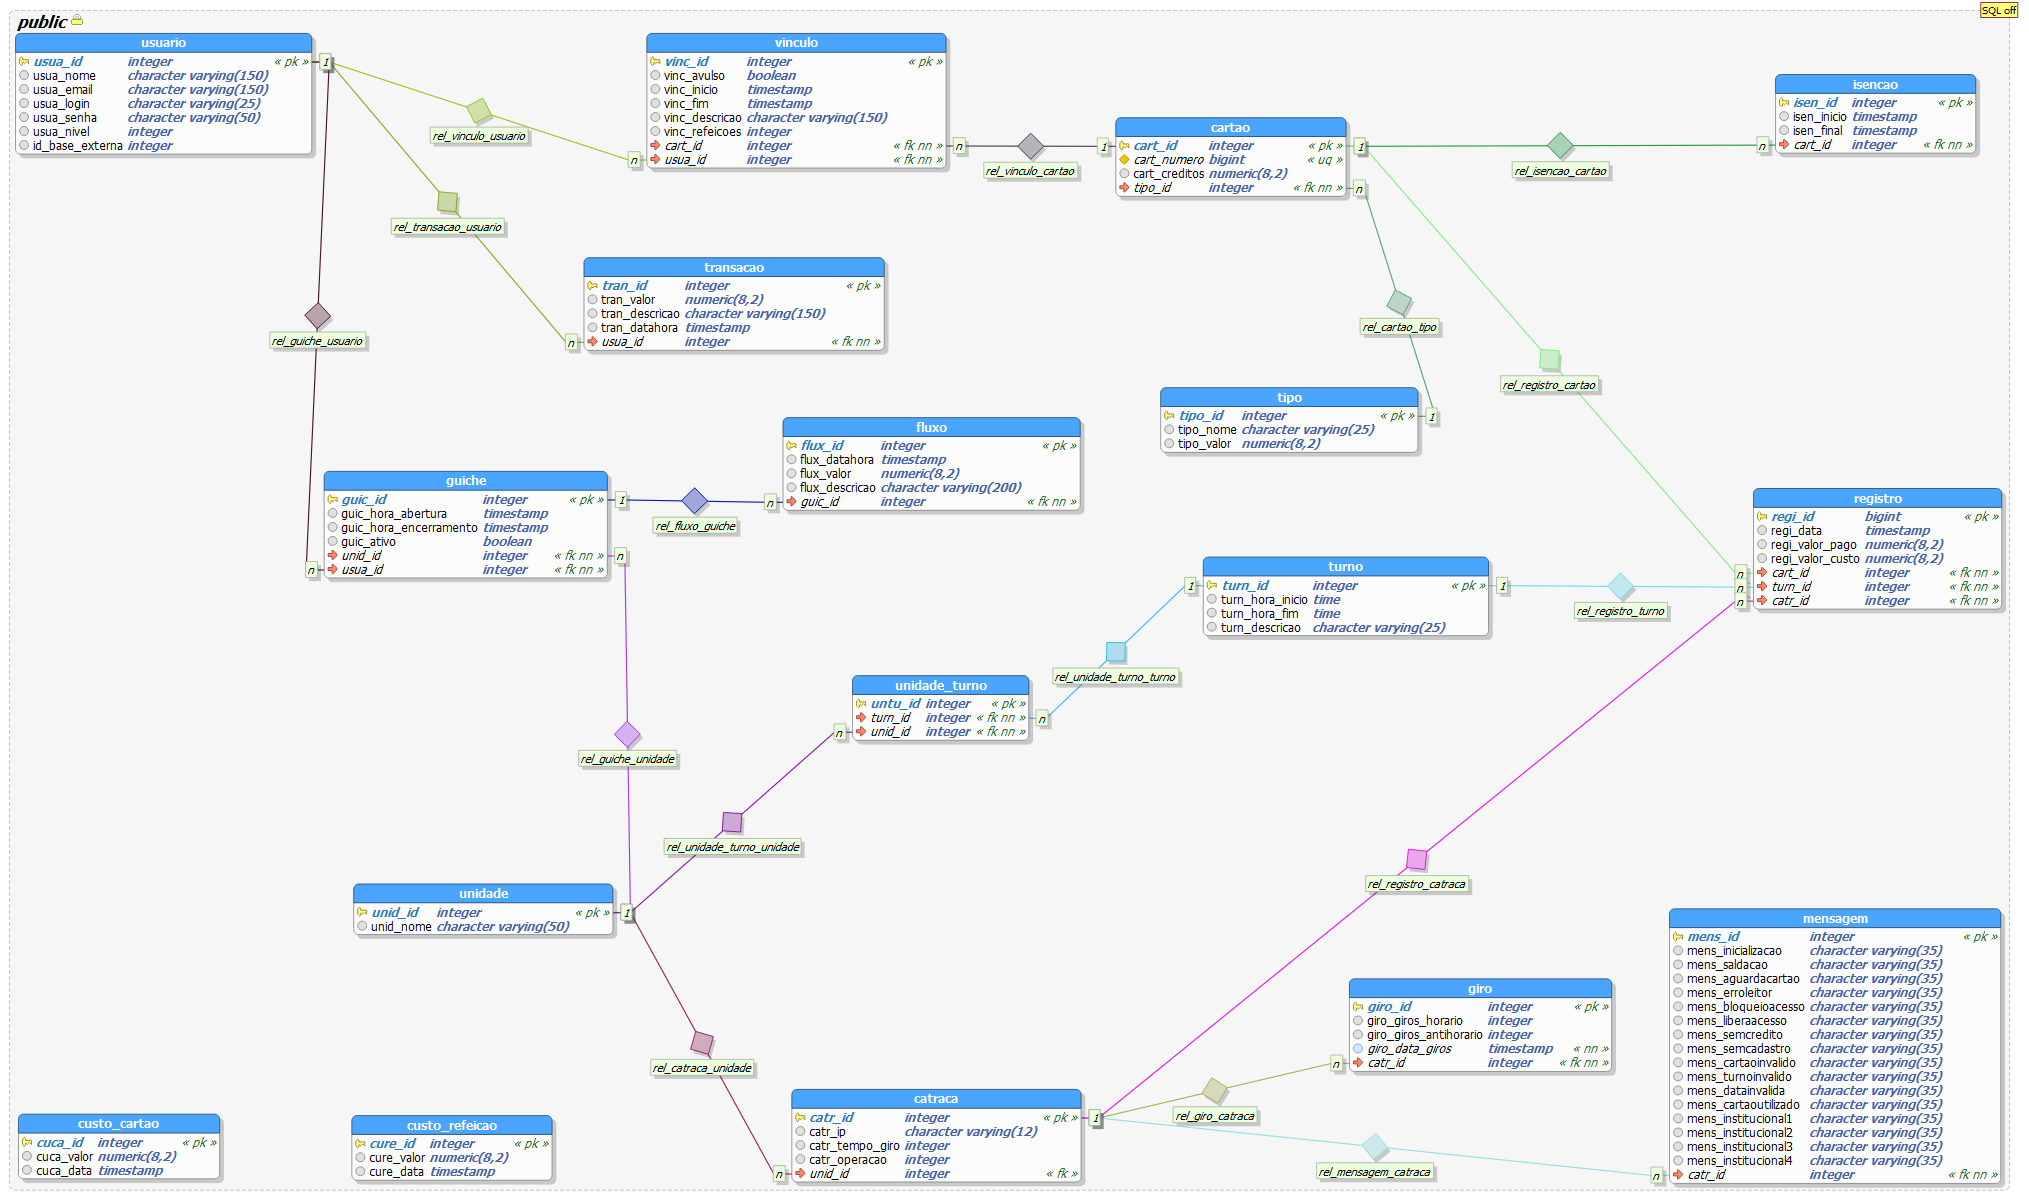 SQL off
public
usuario
usua_id integer « pk »
usua_nome character varying(150)
usua_email character varying(150)
usua_login character varying(25)
usua_senha character varying(50)
usua_nivel integer
id_base_externa integer
1
vinculo
vinc_id integer « pk »
vinc_avulso boolean
vinc_inicio timestamp
vinc_fim timestamp
vinc_descricao character varying(150)
vinc_refeicoes integer
cart_id integer « fk nn »
usua_id integer « fk nn »
rel_vinculo_usuario
n
n
rel_vinculo_cartao
1
cartao
cart_id integer « pk »
cart_numero bigint « uq »
cart_creditos numeric(8,2)
tipo_id integer « fk nn »
1
n
rel_isencao_cartao
n
isencao
isen_id integer « pk »
isen_inicio timestamp
isen_final timestamp
cart_id integer « fk nn »
rel_transacao_usuario
transacao
tran_id integer « pk »
tran_valor numeric(8,2)
tran_descricao character varying(150)
tran_datahora timestamp
usua_id integer « fk nn »
n
rel_guiche_usuario
rel_cartao_tipo
rel_registro_cartao
tipo
tipo_id integer « pk »
tipo_nome character varying(25)
tipo_valor numeric(8,2)
1
fluxo
flux_id integer « pk »
flux_datahora timestamp
flux_valor numeric(8,2)
flux_descricao character varying(200)
guic_id integer « fk nn »
guiche
guic_id integer « pk »
guic_hora_abertura timestamp
guic_hora_encerramento timestamp
guic_ativo boolean
unid_id integer « fk nn »
usua_id integer « fk nn »
1
n
n
rel_fluxo_guiche
n
registro
regi_id bigint « pk »
regi_data timestamp
regi_valor_pago numeric(8,2)
regi_valor_custo numeric(8,2)
cart_id integer « fk nn »
turn_id integer « fk nn »
catr_id integer « fk nn »
n
n
n
turno
turn_id integer « pk »
turn_hora_inicio time
turn_hora_fim time
turn_descricao character varying(25)
1
1
rel_registro_turno
rel_unidade_turno_turno
unidade_turno
untu_id integer « pk »
turn_id integer « fk nn »
unid_id integer « fk nn »
n
n
rel_guiche_unidade
rel_unidade_turno_unidade
unidade
unid_id integer « pk »
unid_nome character varying(50)
1
rel_registro_catraca
rel_catraca_unidade
mensagem
mens_id integer « pk »
mens_inicializacao character varying(35)
mens_saldacao character varying(35)
mens_aguardacartao character varying(35)
mens_erroleitor character varying(35)
mens_bloqueioacesso character varying(35)
mens_liberaacesso character varying(35)
mens_semcredito character varying(35)
mens_semcadastro character varying(35)
mens_cartaoinvalido character varying(35)
mens_turnoinvalido character varying(35)
mens_datainvalida character varying(35)
mens_cartaoutilizado character varying(35)
mens_institucional1 character varying(35)
mens_institucional2 character varying(35)
mens_institucional3 character varying(35)
mens_institucional4 character varying(35)
catr_id integer « fk nn »
giro
giro_id integer « pk »
giro_giros_horario integer
giro_giros_antihorario integer
giro_data_giros timestamp « nn »
catr_id integer « fk nn »
n
rel_giro_catraca
catraca
catr_id integer « pk »
catr_ip character varying(12)
catr_tempo_giro integer
catr_operacao integer
unid_id integer « fk »
1
n
rel_mensagem_catraca
n
custo_cartao
cuca_id integer « pk »
cuca_valor numeric(8,2)
cuca_data timestamp
custo_refeicao
cure_id integer « pk »
cure_valor numeric(8,2)
cure_data timestamp